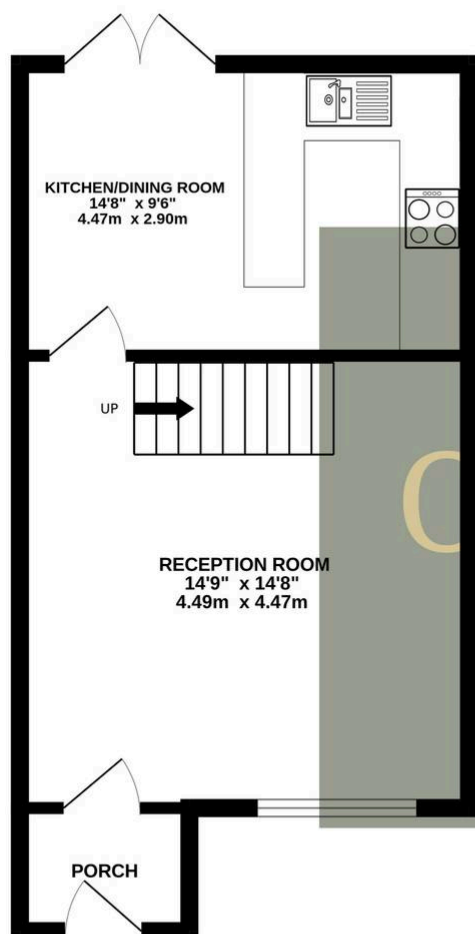 KITCHEN/DINING ROOM
14'8" x 9'6"
4.47m x 2.90m
UP
RECEPTION ROOM
14'9" x 14'8"
4.49m x 4.47m
PORCH